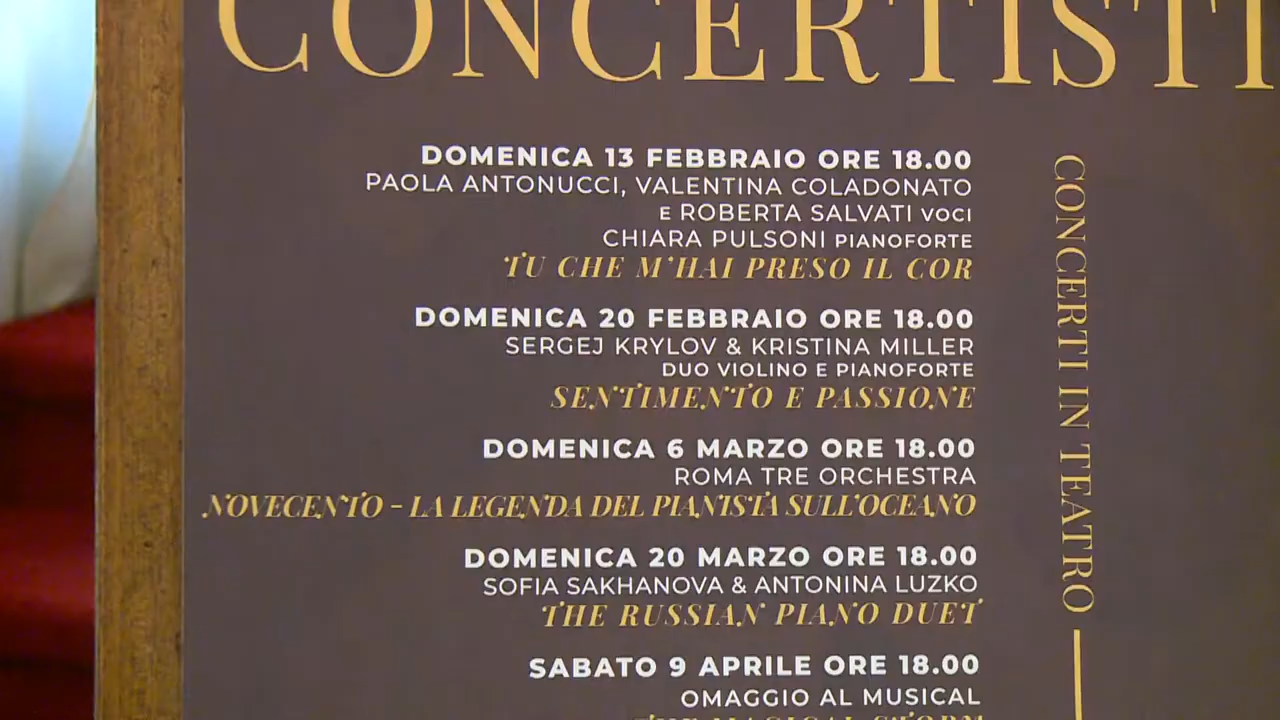 CONCERTISTI
DOMENICA 13 FEBBRAIO ORE 18.00
PAOLA ANTONUCCI, VALENTINA COLADONATO
E ROBERTA SALVATI VOCI
CHIARA PULSONI PIANOFORTE
TU CHE M'HAI PRESO IL COR
DOMENICA 20 FEBBRAIO ORE 18.00
SERGEJ KRYLOV & KRISTINA MILLER
DUO VIOLINO E PIANOFORTE
SENTIMENTO E PASSIONE
DOMENICA 6 MARZO ORE 18.00
ROMA TRE ORCHESTRA
NOVECENTO - LA LEGENDA DEL PIANISTA SULL'OCEANO
DOMENICA 20 MARZO ORE 18.00
SOFIA SAKHANOVA & ANTONINA LUZKO
THE RUSSIAN PIANO DUET
SABATO 9 APRILE ORE 18.00
OMAGGIO AL MUSICAL
CONCERTI IN TEATRO